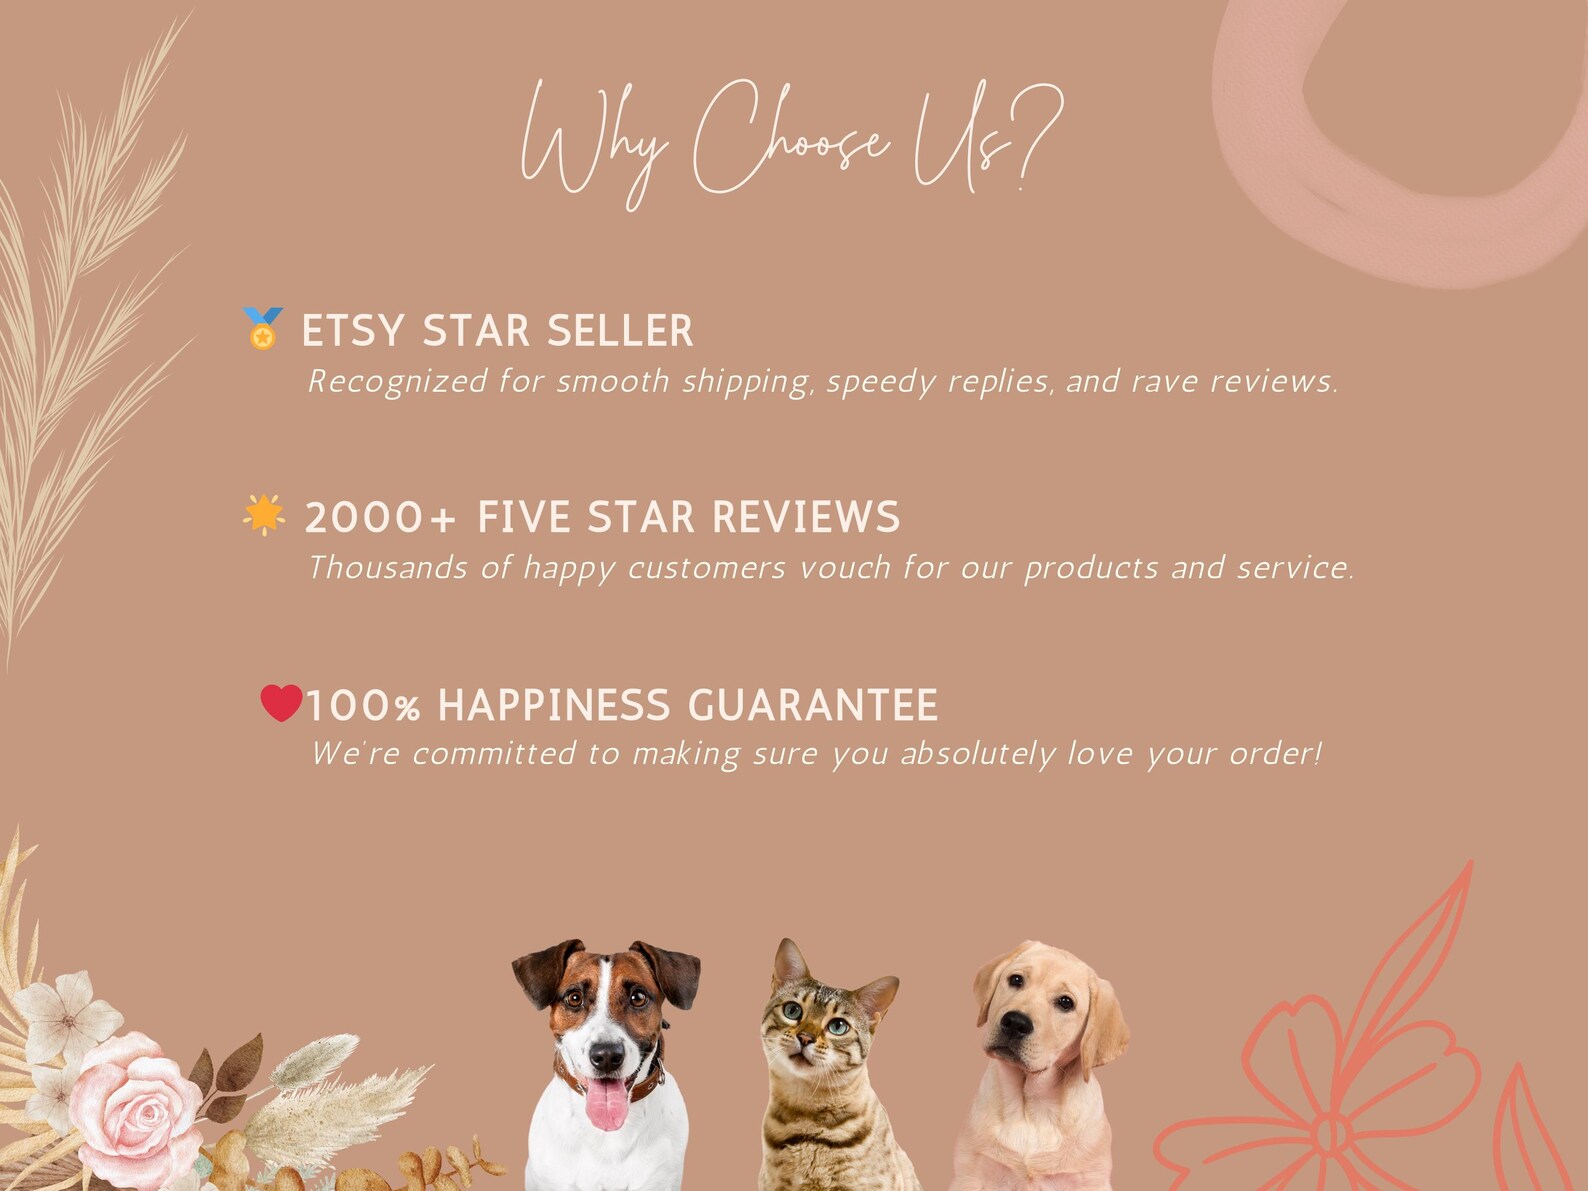 Why Choose Us?
ETSY STAR SELLER
Recognized for smooth shipping, speedy replies, and rave reviews.
2000+ FIVE STAR REVIEWS
Thousands of happy customers vouch for our products and service.
100% HAPPINESS GUARANTEE
We're committed to making sure you absolutely love your order!